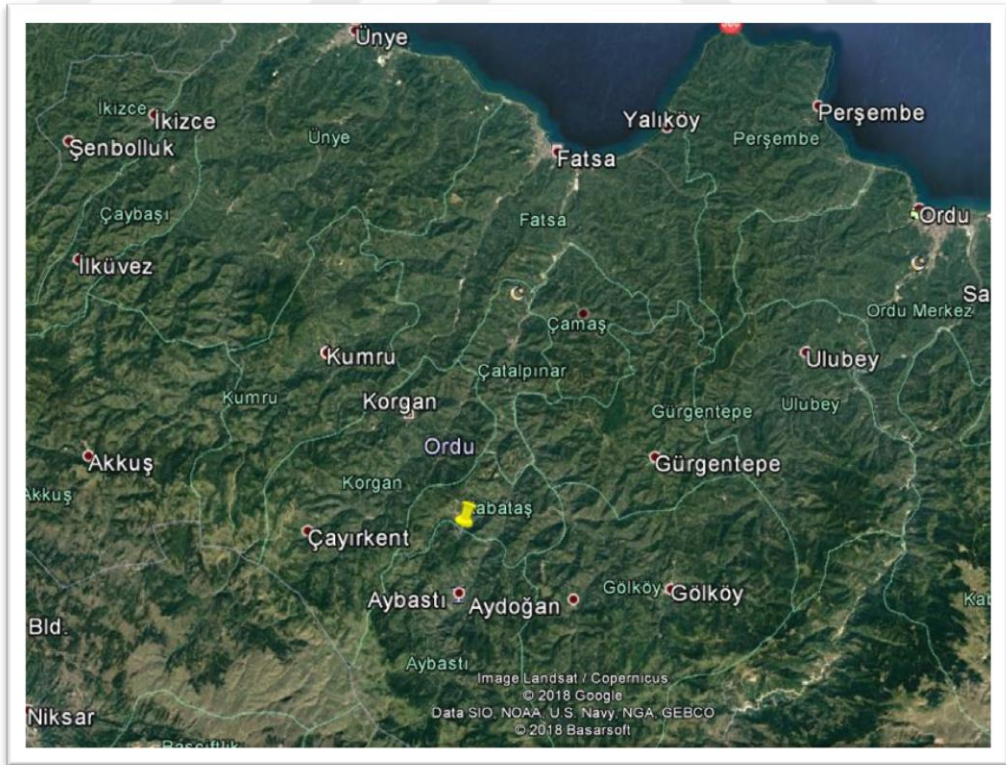 Ünye
İkizce
İkizce
Şenbolluk
Ünye
Yalıköy
Perşembe
Perşembe
Fatsa
Çaybaşı
Fatsa
Ordu
İlküvez
Sa
Ordu Merkez
Çamaş
Kumru
Çatalpınar
Ulubey
Kumru
Korgan
Gürgentepe
Ulubey
Ordu
Akkuş
Gürgentepe
Korgan
Akkuş
abataş
Çayırkent
Gölköy
Gölköy
Aybastı
Aydoğan
Bld.
Aybastı
Image Landsat / Copernicus
© 2018 Google
Data SIO, NOAA, U.S. Navy, NGA, GEBCO
© 2018 Basarsoft
Niksar